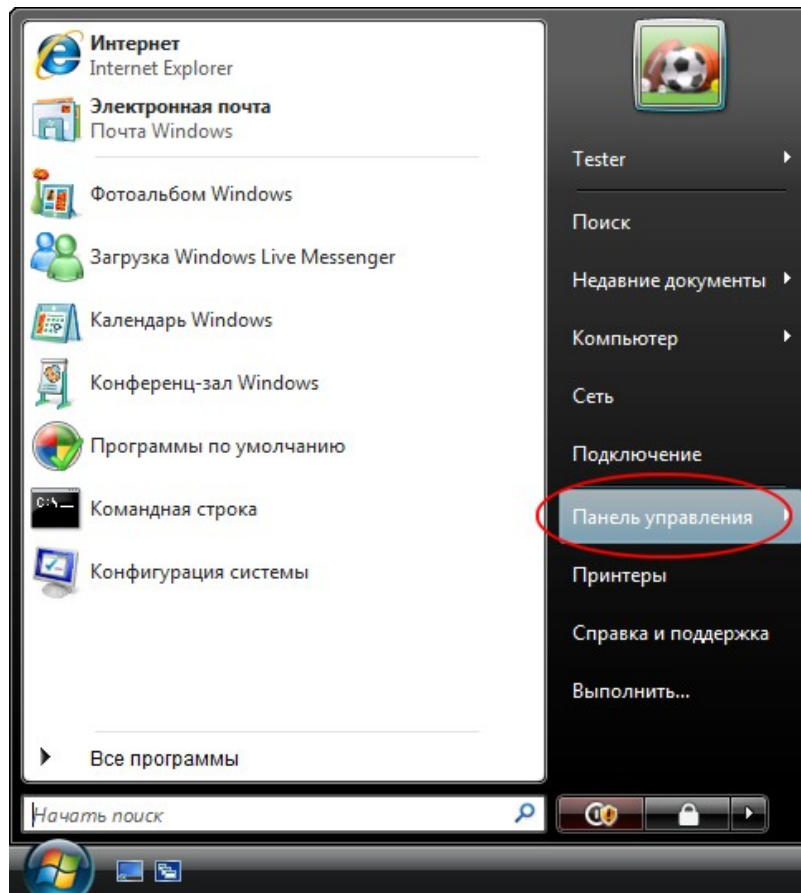 Интернет
Internet Explorer
Электронная почта
Почта Windows
Фотоальбом Windows
Загрузка Windows Live Messenger
Календарь Windows
Конференц-зал Windows
Программы по умолчанию
Командная строка
Конфигурация системы
Все программы
Начать поиск
Tester
Поиск
Недавние документы
Компьютер
Сеть
Подключение
Панель управления
Принтеры
Справка и поддержка
Выполнить...